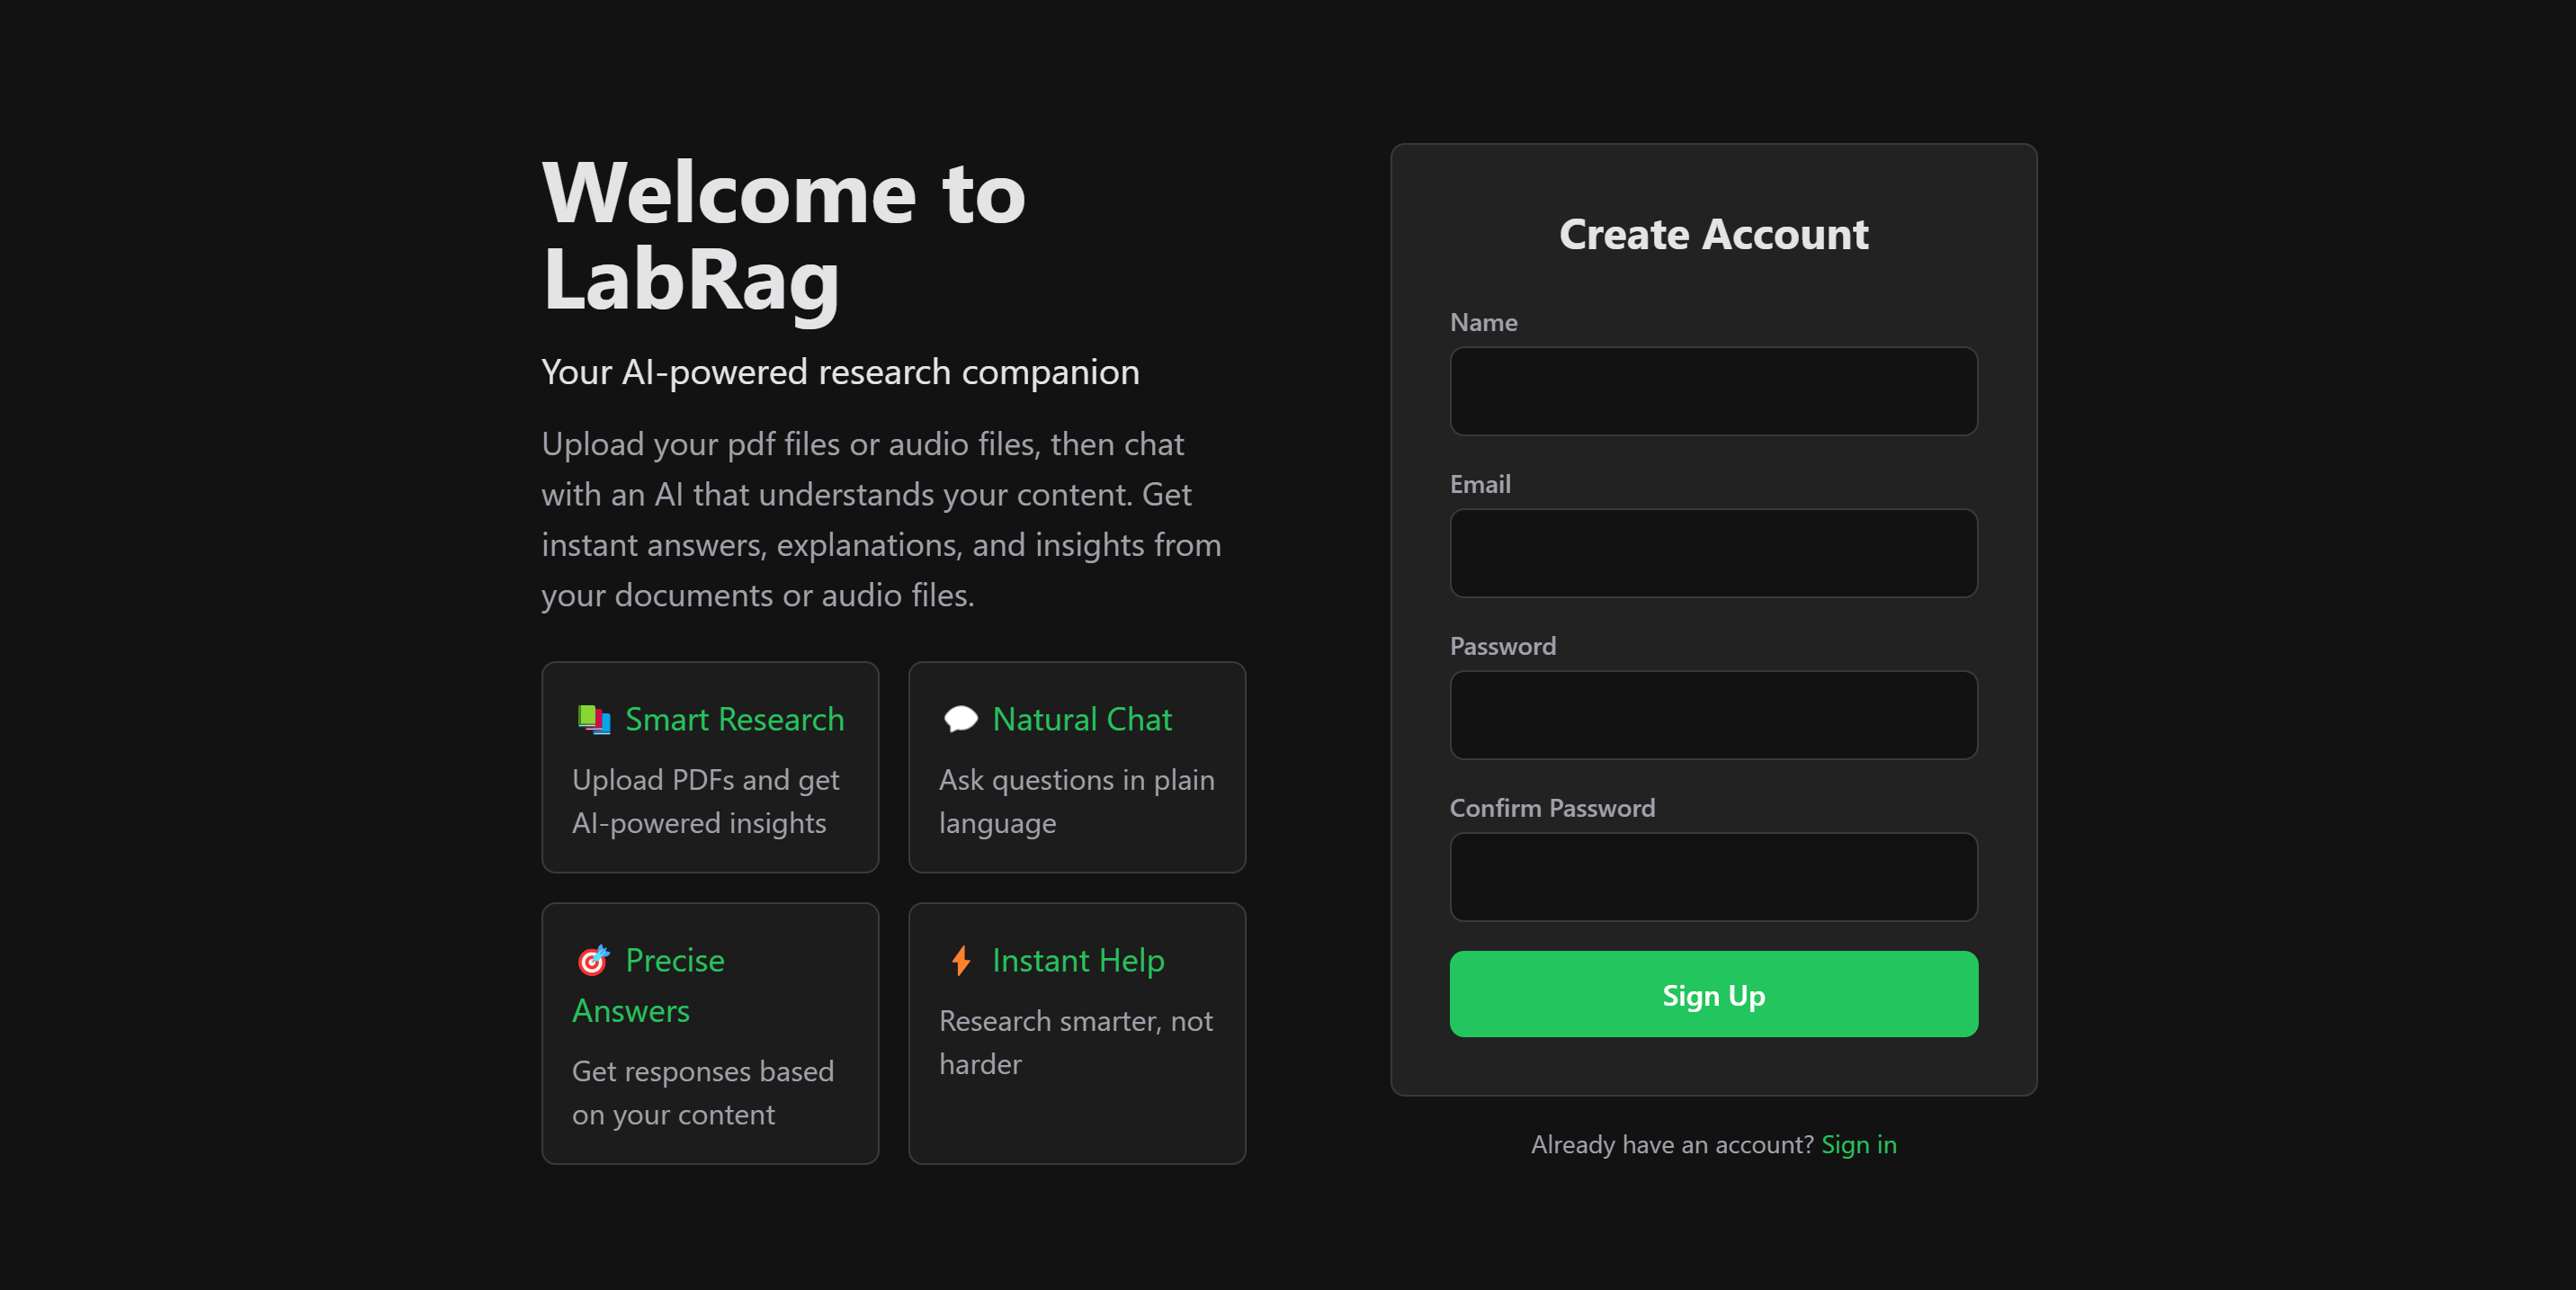 Welcome to
LabRag
Your AI-powered research companion
Upload your pdf files or audio files, then chat
with an AI that understands your content. Get
instant answers, explanations, and insights from
your documents or audio files.
Smart Research
Upload PDFs and get
AI-powered insights
Natural Chat
Ask questions in plain
language
Precise
Answers
Get responses based
on your content
Instant Help
Research smarter, not
harder
Create Account
Name
Email
Password
Confirm Password
Sign Up
Already have an account? Sign in